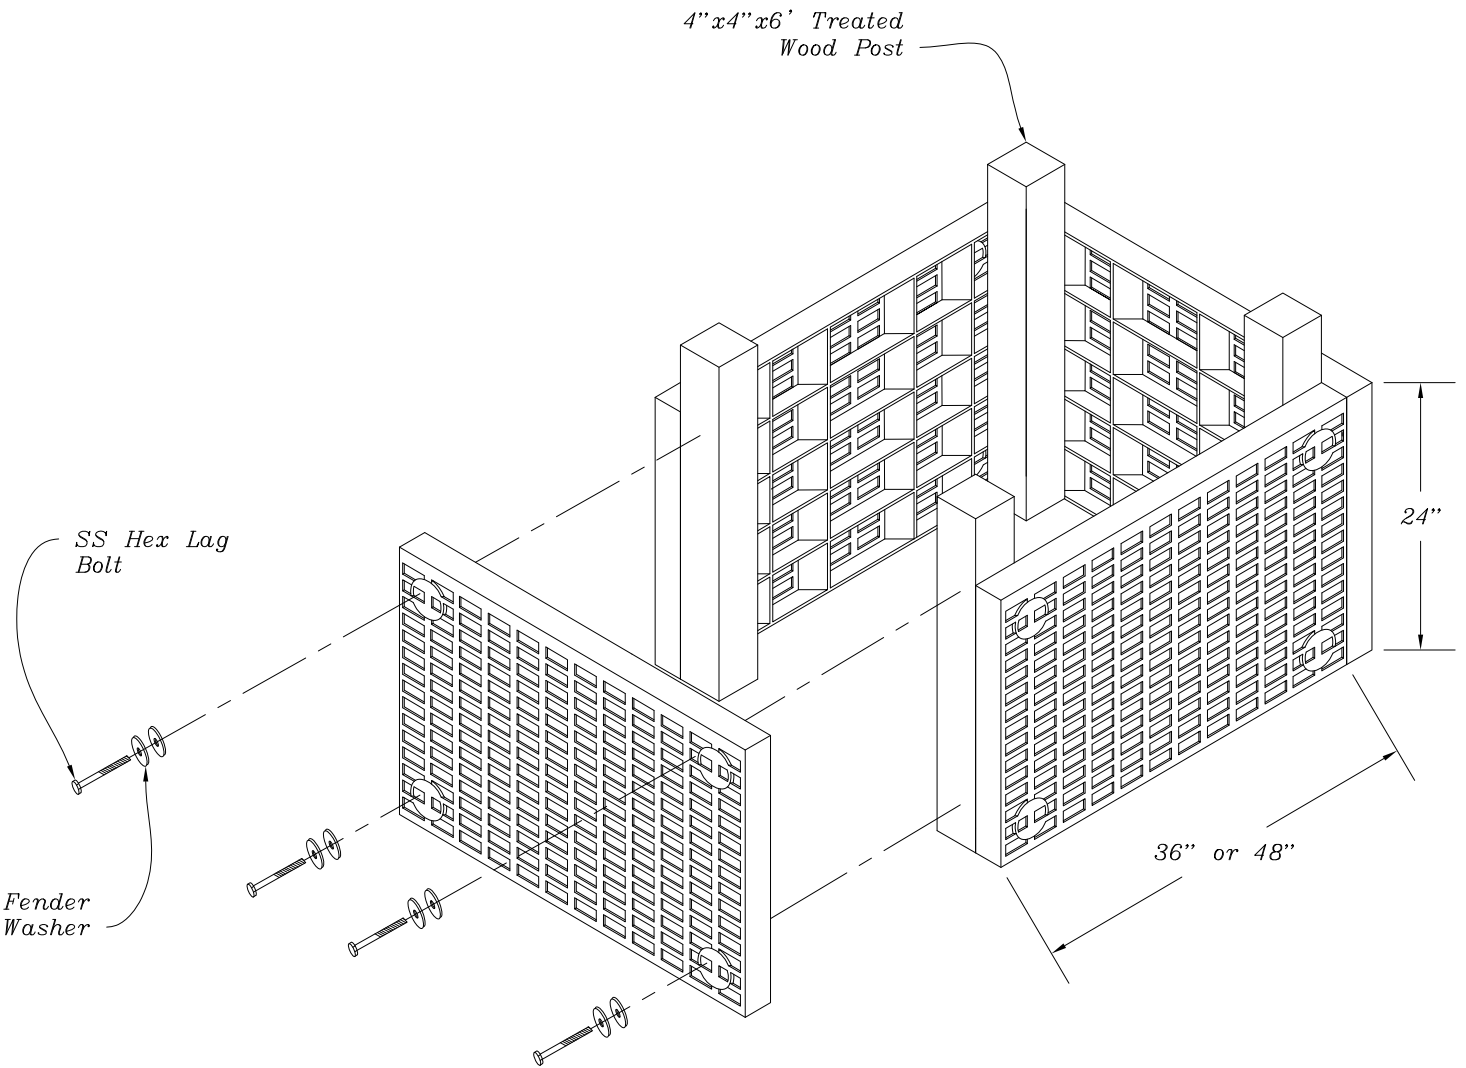 4"x4"x6' Treated
Wood Post
SS Hex Lag
Bolt
24"
36" or 48"
Fender
Washer